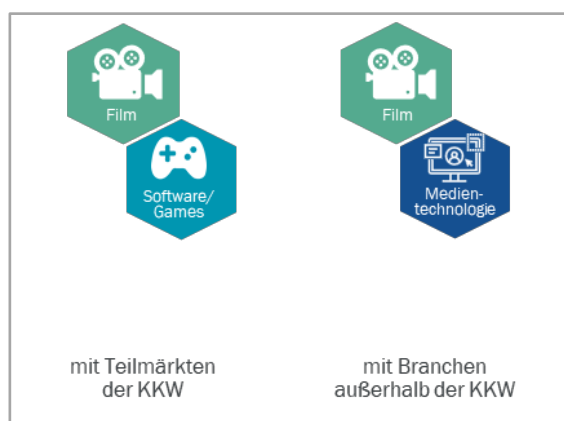 Film
Software/
Games
mit Teilmärkten
der KKW
Film
Medien-
technologie
mit Branchen
außerhalb der KKW